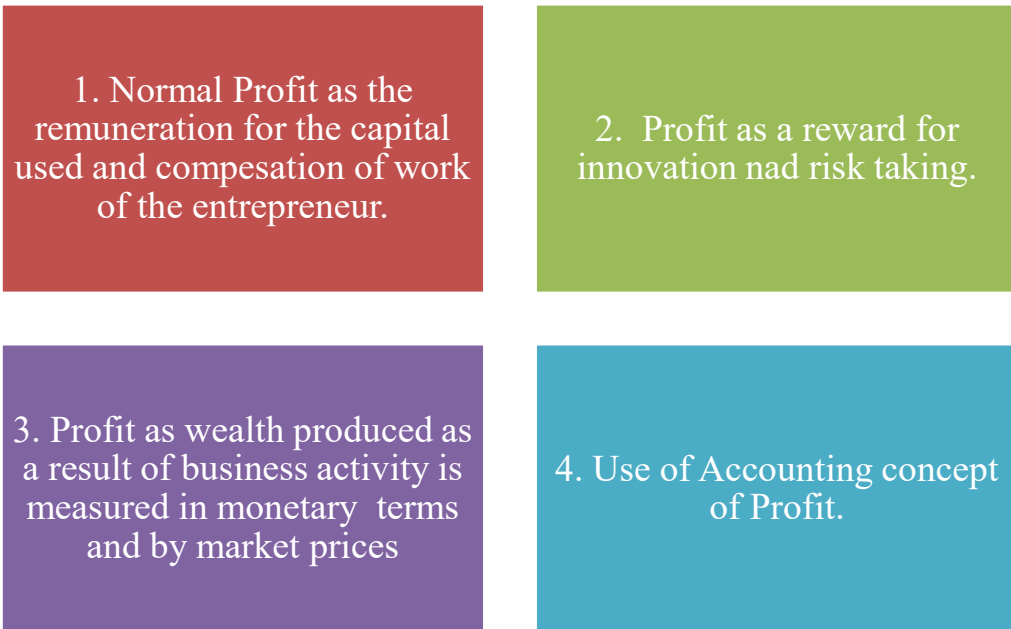 1. Normal Profit as the
remuneration for the capital
used and compesation of work
of the entrepreneur.
2. Profit as a reward for
innovation nad risk taking.
3. Profit as wealth produced as
a result of business activity is
measured in monetary terms
and by market prices
4. Use of Accounting concept
of Profit.